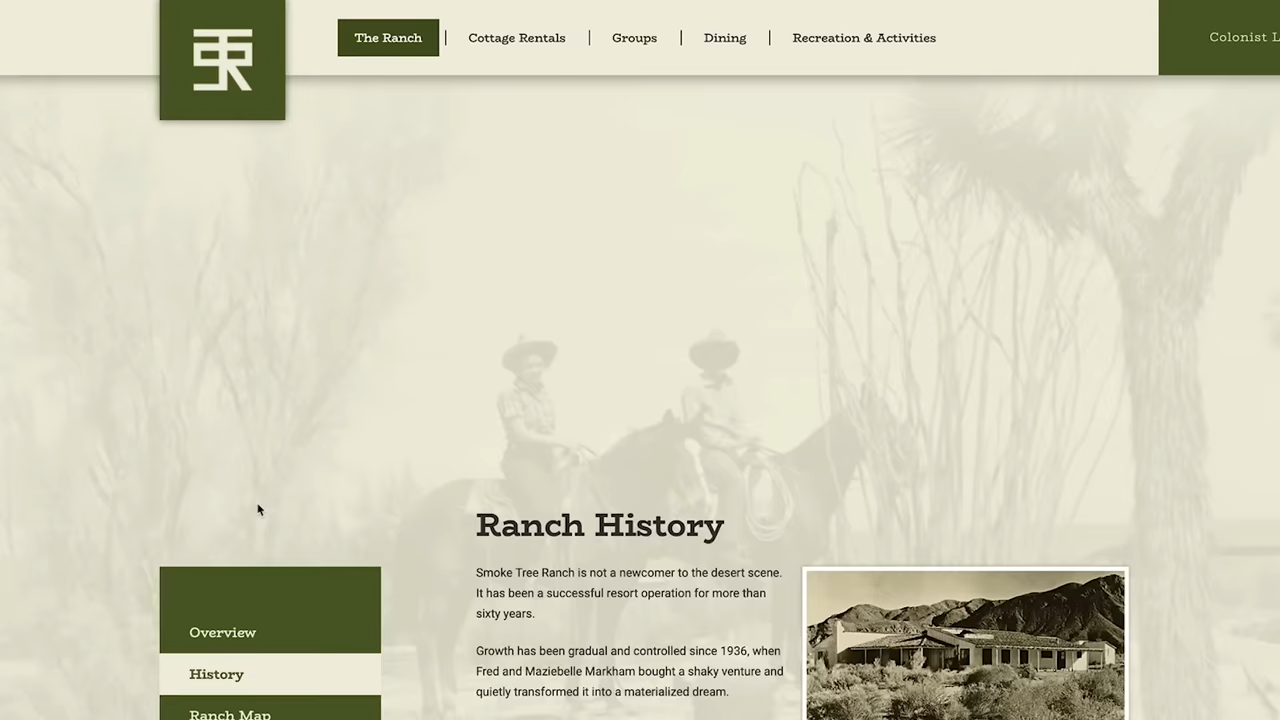 The Ranch
Cottage Rentals
Groups
Dining
Recreation & Activities
Colonist L
Ranch History
Smoke Tree Ranch is not a newcomer to the desert scene.
It has been a successful resort operation for more than
sixty years.
Growth has been gradual and controlled since 1936, when
Fred and Maziebelle Markham bought a shaky venture and
quietly transformed it into a materialized dream.
Overview
History
Ranch Map